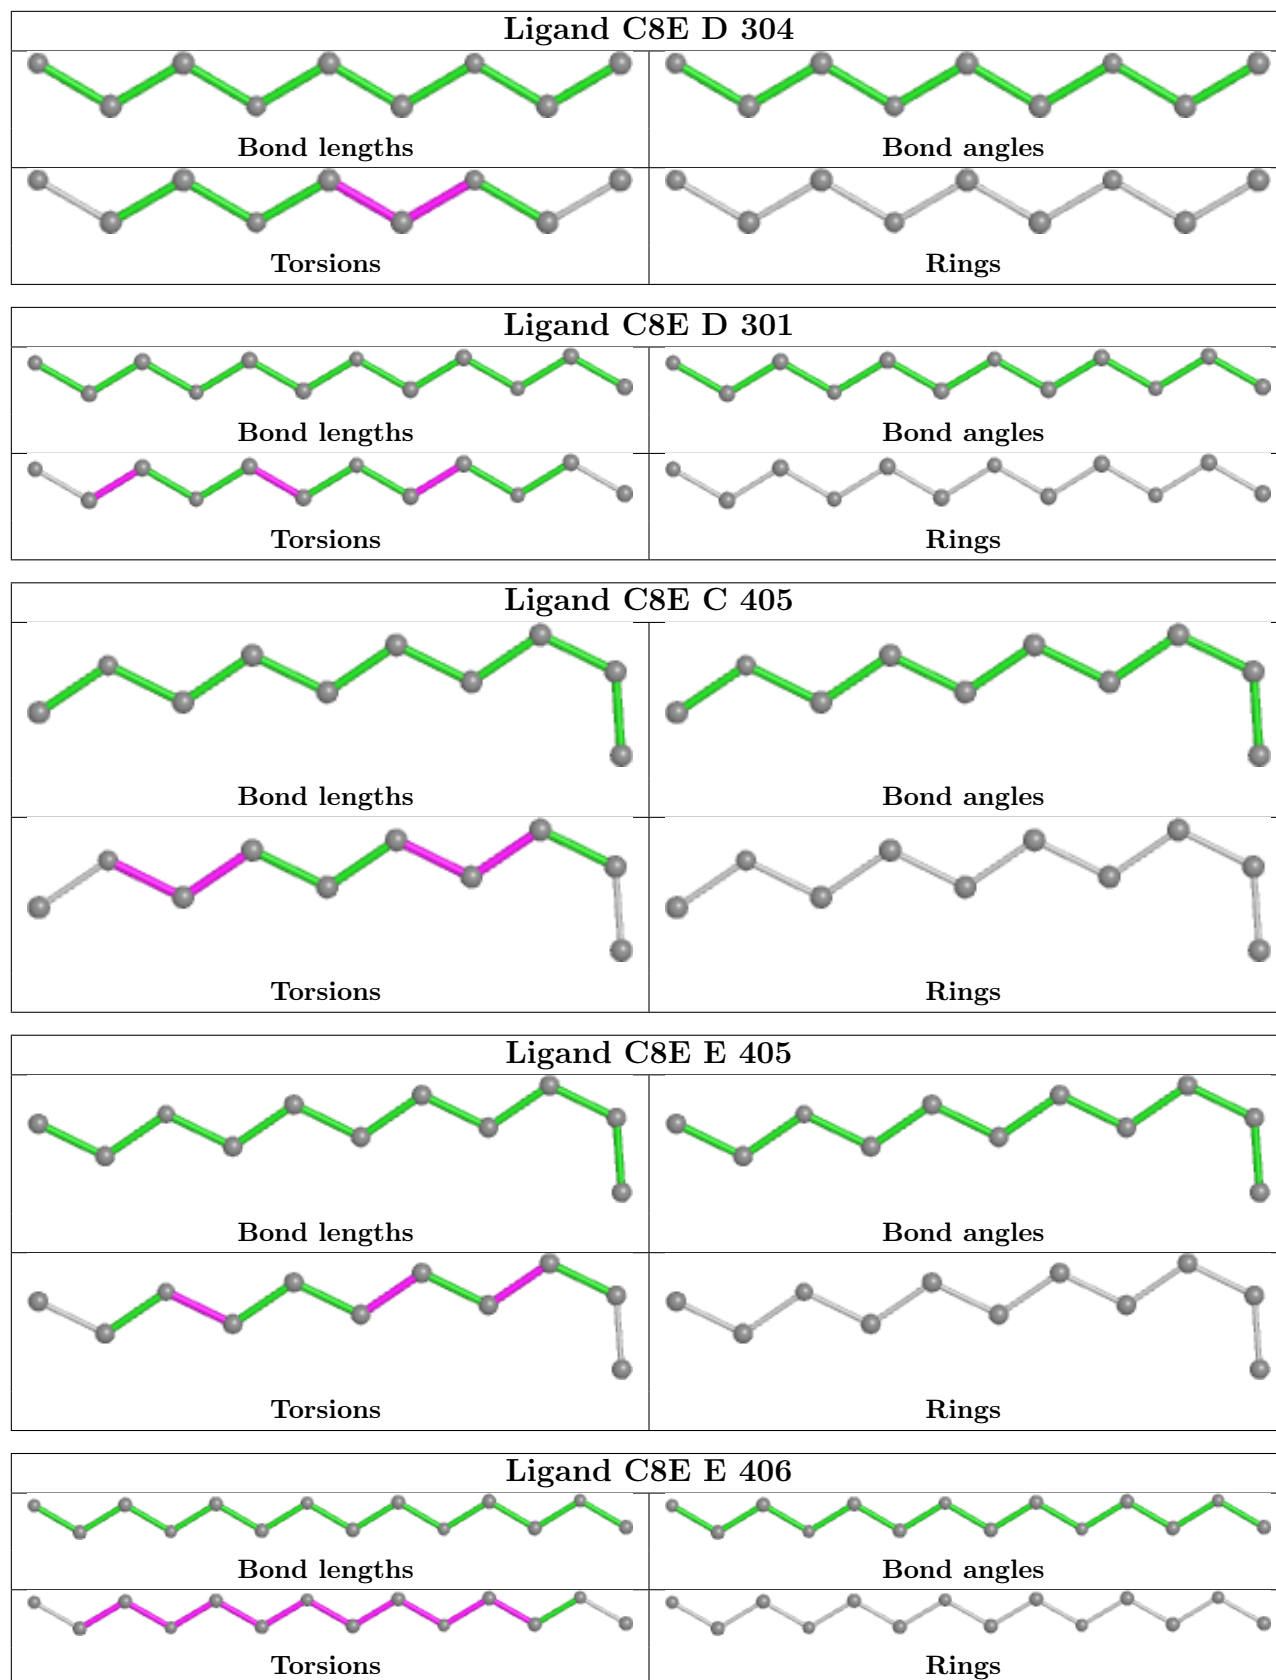 Ligand C8E D 304
Bond lengths
Bond angles
Torsions
Rings
Ligand C8E D 301
Bond lengths
Bond angles
Torsions
Rings
Ligand C8E C 405
Bond lengths
Bond angles
Torsions
Rings
Ligand C8E E 405
Bond lengths
Bond angles
Torsions
Rings
Ligand C8E E 406
Bond lengths
Bond angles
Torsions
Rings